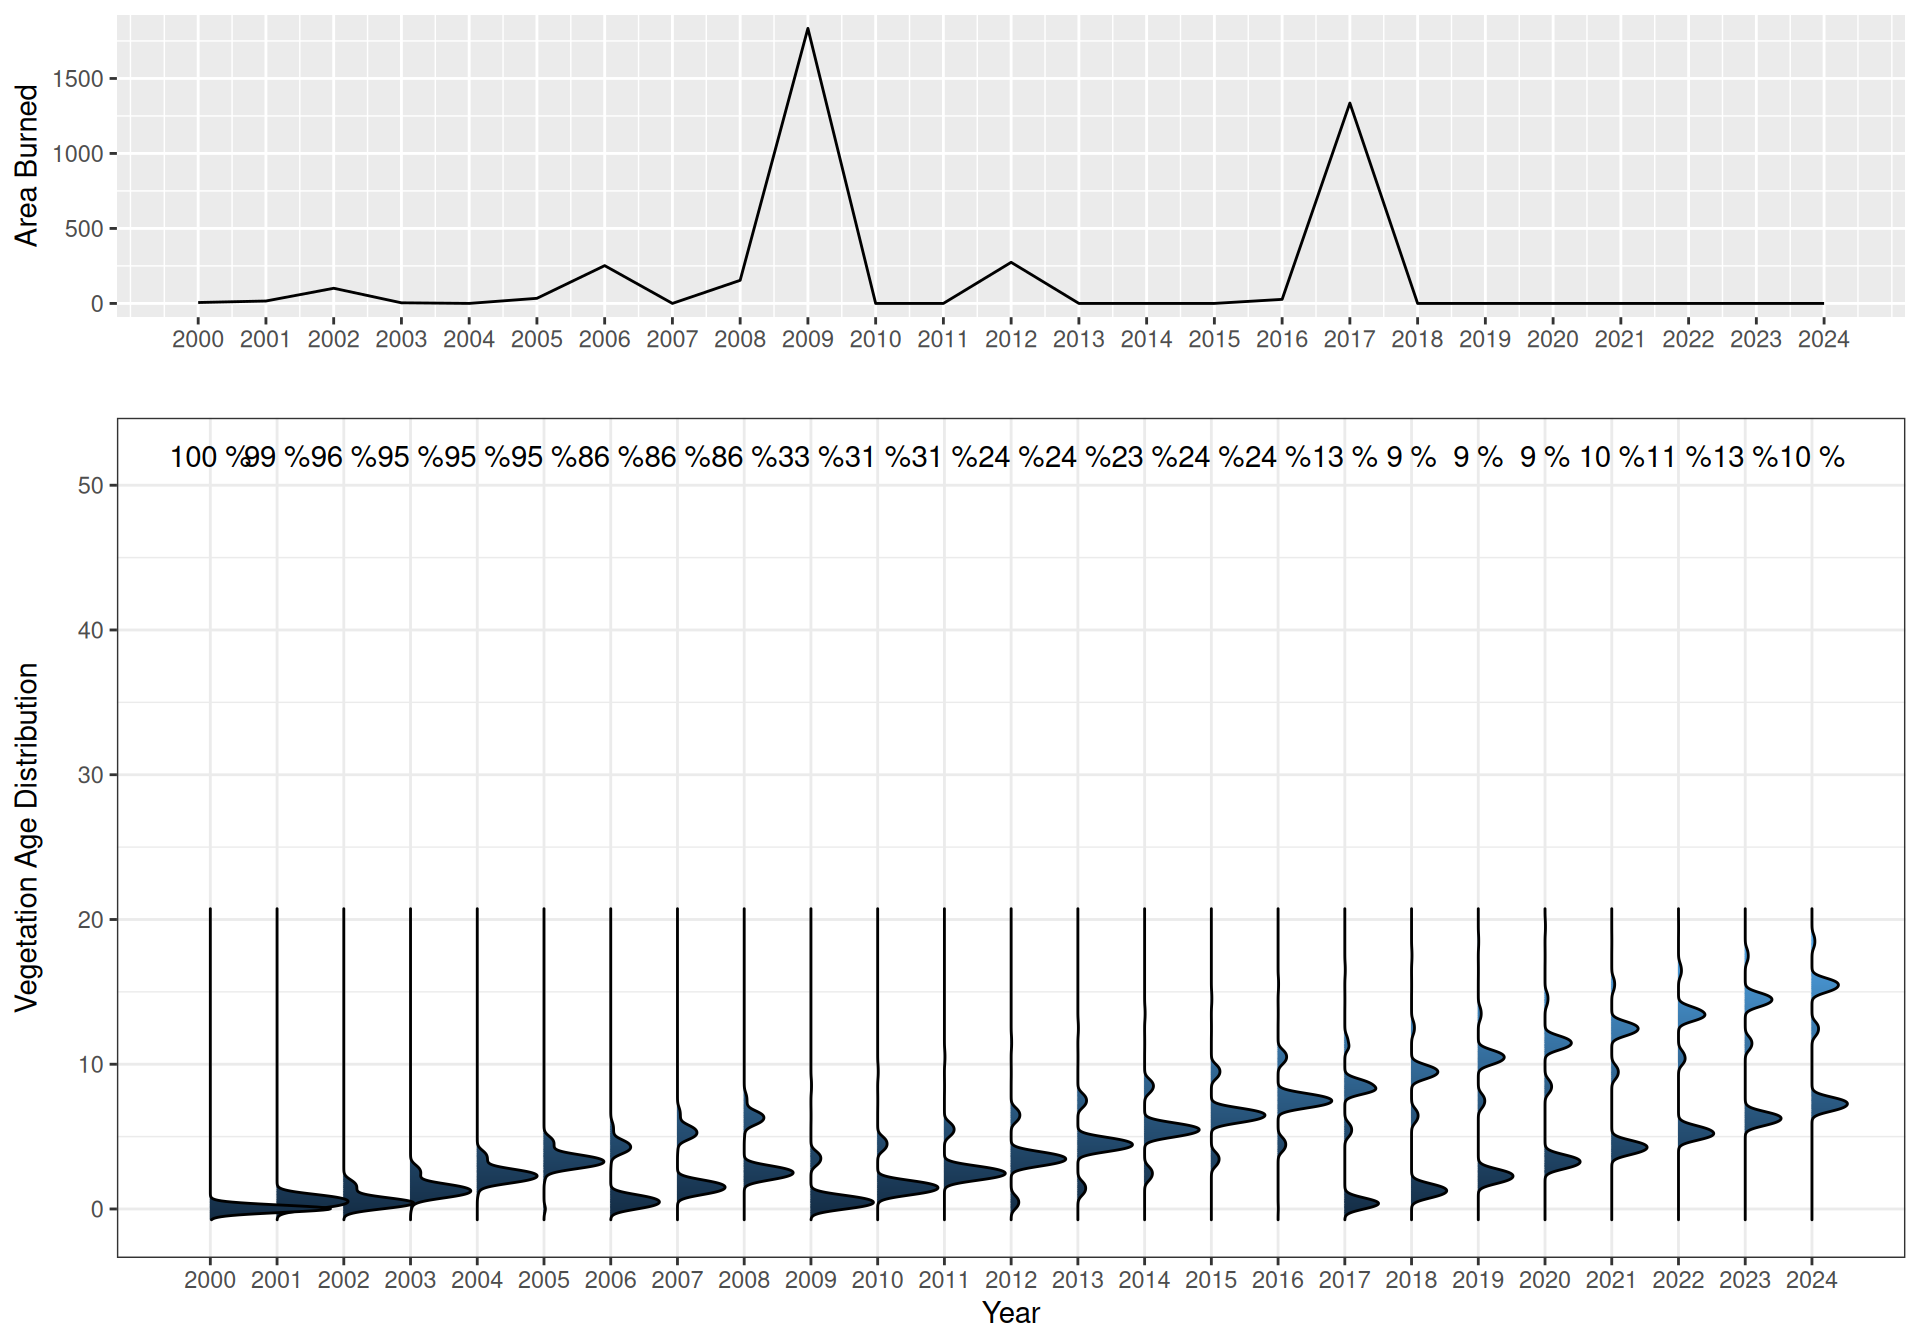 Area Burned
1500
1000
500
0
2000 2001 2002 2003 2004 2005 2006 2007 2008 2009 2010 2011 2012 2013 2014 2015 2016 2017 2018 2019 2020 2021 2022 2023 2024
100 % 99 % 96 % 95 % 95 % 95 % 86 % 86 % 86 % 33 % 31 % 31 % 24 % 24 % 23 % 24 % 24 % 13 % 9 % 9 % 9 % 10 % 11 % 13 % 10 %
Vegetation Age Distribution
50
40
30
20
10
0
2000 2001 2002 2003 2004 2005 2006 2007 2008 2009 2010 2011 2012 2013 2014 2015 2016 2017 2018 2019 2020 2021 2022 2023 2024
Year